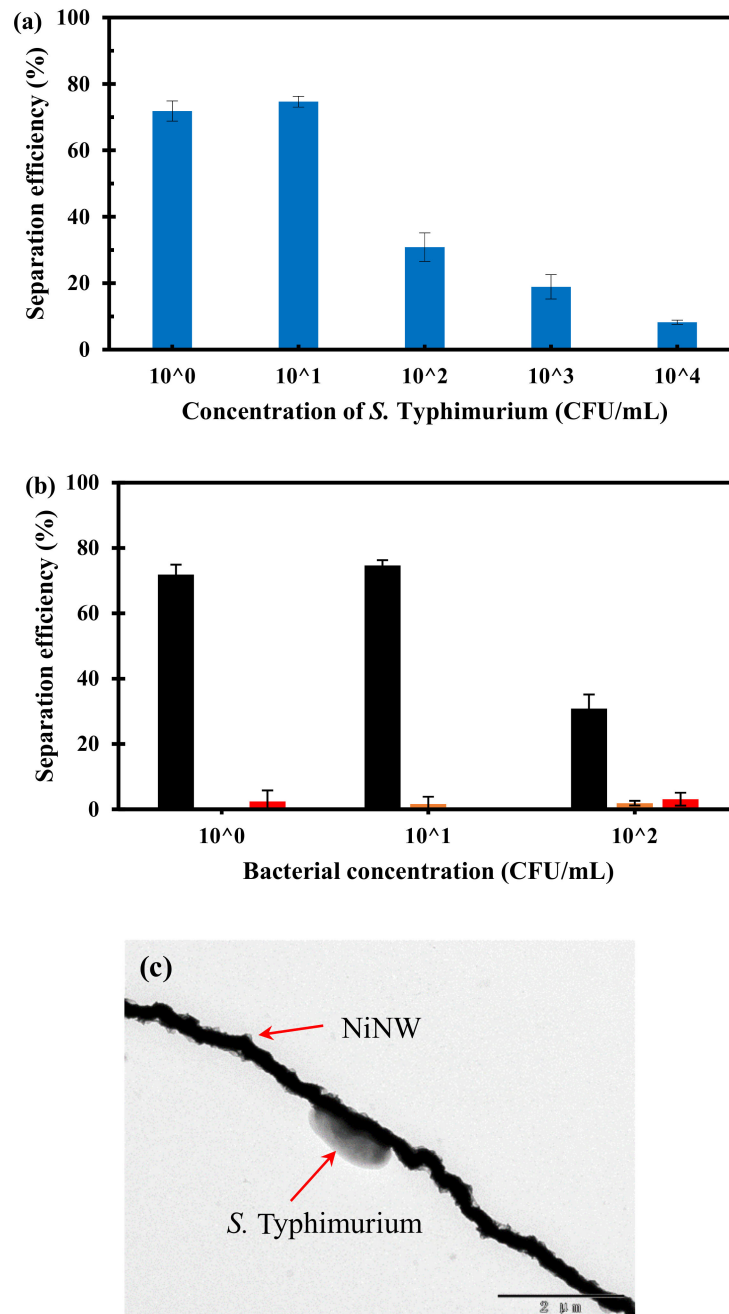 (a)
100
80
60
40
20
0
Separation efficiency (%)
10^0 10^1 10^2 10^3 10^4
Concentration of S. Typhimurium (CFU/mL)
(b)
100
80
60
40
20
0
Separation efficiency (%)
10^0 10^1 10^2
Bacterial concentration (CFU/mL)
(c)
NiNW
S. Typhimurium
2 μm